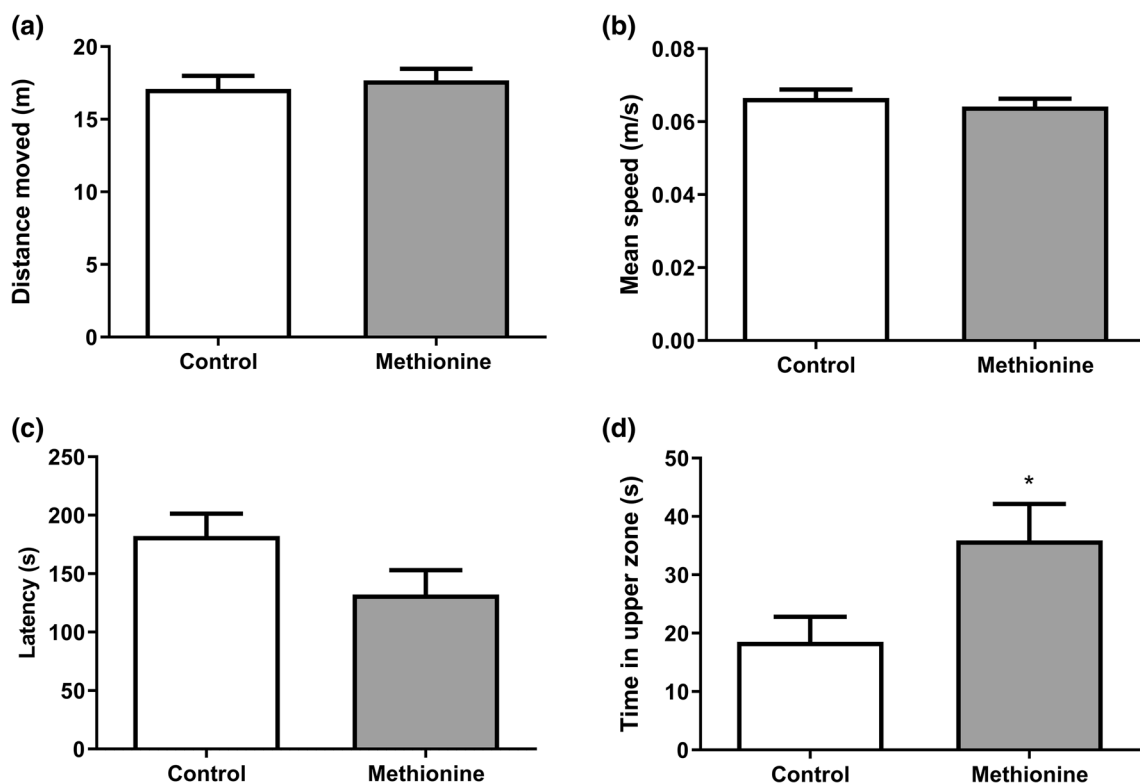 (a)
Distance moved (m)
20
15
10
5
0
Control Methionine
(b)
Mean speed (m/s)
0.08
0.06
0.04
0.02
0.00
Control Methionine
(c)
Latency (s)
250
200
150
100
50
0
Control Methionine
(d)
Time in upper zone (s)
50
40
30
20
10
0
*
Control Methionine